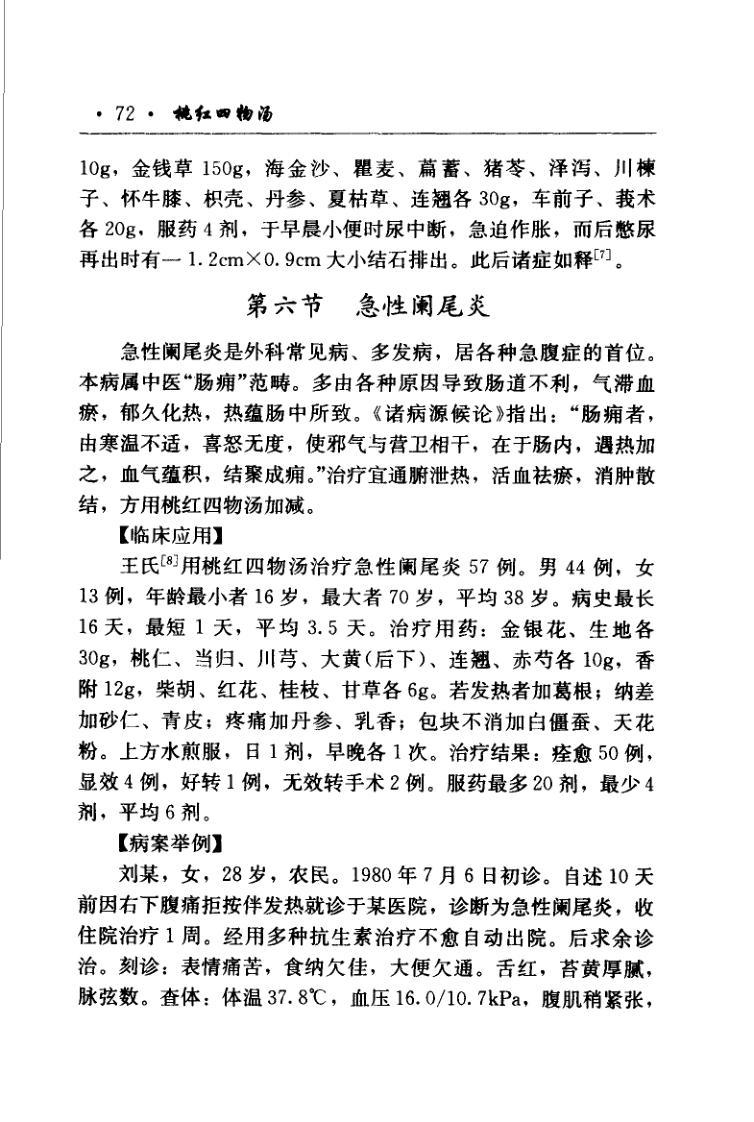 ·72· 桃红四物汤
10g，金钱草 150g，海金沙、瞿麦、萹蓄、猪苓、泽泻、川楝
子、怀牛膝、枳壳、丹参、夏枯草、连翘各 30g，车前子、莪术
各 20g，服药 4 剂，于早晨小便时尿中断，急迫作胀，而后憋尿
再出时有一 1.2cm×0.9cm 大小结石排出。此后诸症如释[7]。
第六节 急性阑尾炎
急性阑尾炎是外科常见病、多发病，居各种急腹症的首位。
本病属中医“肠痈”范畴。多由各种原因导致肠道不利，气滞血
瘀，郁久化热，热蕴肠中所致。《诸病源候论》指出：“肠痈者，
由寒温不适，喜怒无度，使邪气与营卫相干，在于肠内，遇热加
之，血气蕴积，结聚成痈。”治疗宜通腑泄热，活血祛瘀，消肿散
结，方用桃红四物汤加减。
【临床应用】
王氏[8]用桃红四物汤治疗急性阑尾炎 57 例。男 44 例，女
13 例，年龄最小者 16 岁，最大者 70 岁，平均 38 岁。病史最长
16 天，最短 1 天，平均 3.5 天。治疗用药：金银花、生地各
30g，桃仁、当归、川芎、大黄（后下）、连翘、赤芍各 10g，香
附 12g，柴胡、红花、桂枝、甘草各 6g。若发热者加葛根；纳差
加砂仁、青皮；疼痛加丹参、乳香；包块不消加白僵蚕、天花
粉。上方水煎服，日 1 剂，早晚各 1 次。治疗结果：痊愈 50 例，
显效 4 例，好转 1 例，无效转手术 2 例。服药最多 20 剂，最少 4
剂，平均 6 剂。
【病案举例】
刘某，女，28 岁，农民。1980 年 7 月 6 日初诊。自述 10 天
前因右下腹痛拒按伴发热就诊于某医院，诊断为急性阑尾炎，收
住院治疗 1 周。经用多种抗生素治疗不愈自动出院。后求余诊
治。刻诊：表情痛苦，食纳欠佳，大便欠通。舌红，苔黄厚腻，
脉弦数。查体：体温 37.8℃，血压 16.0/10.7kPa，腹肌稍紧张，